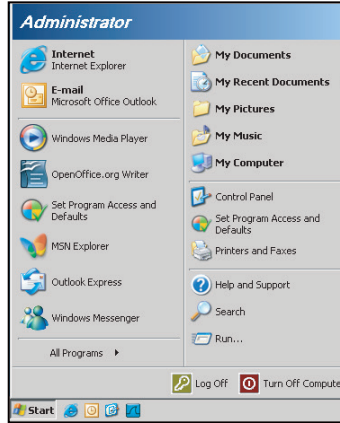 Administrator
Internet
Internet Explorer
E-mail
Microsoft Office Outlook
Windows Media Player
OpenOffice.org Writer
Set Program Access and
Defaults
MSN Explorer
Outlook Express
Windows Messenger
All Programs
My Documents
My Recent Documents
My Pictures
My Music
My Computer
Control Panel
Set Program Access and
Defaults
Printers and Faxes
Help and Support
Search
Run...
Log Off
Turn Off Compute
Start